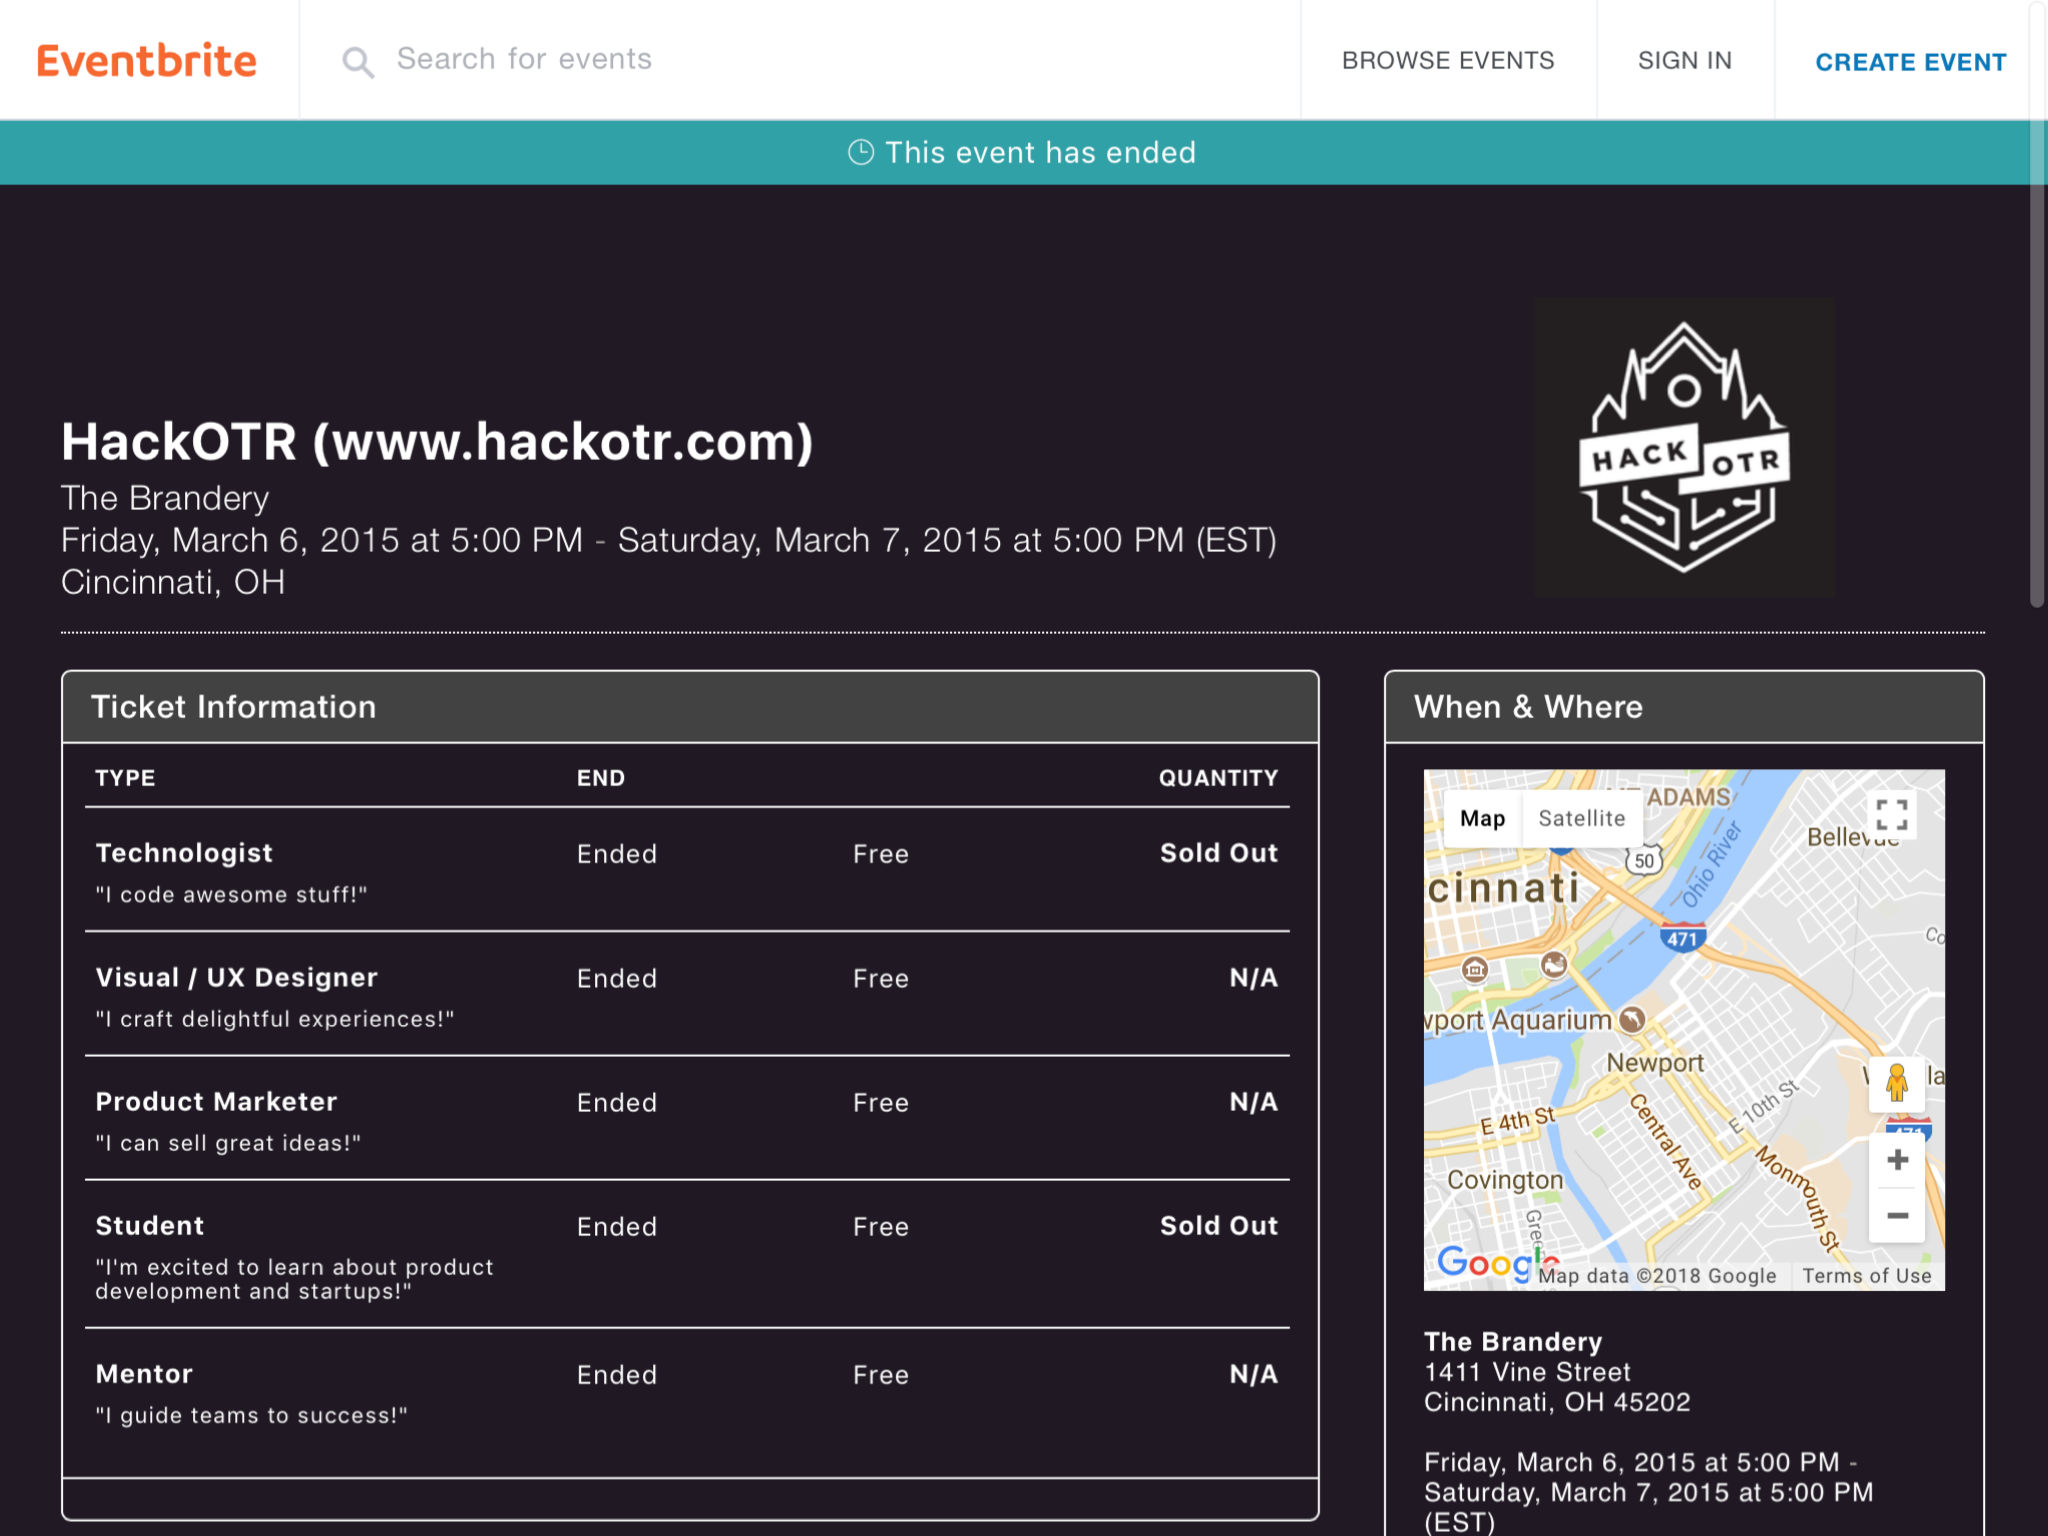 Eventbrite
Search for events
BROWSE EVENTS
SIGN IN
CREATE EVENT
This event has ended
HACK OTR
HackOTR (www.hackotr.com)
The Brandery
Friday, March 6, 2015 at 5:00 PM - Saturday, March 7, 2015 at 5:00 PM (EST)
Cincinnati, OH
Ticket Information
TYPE END QUANTITY
Technologist Ended Free Sold Out
"I code awesome stuff!"
Visual / UX Designer Ended Free N/A
"I craft delightful experiences!"
Product Marketer Ended Free N/A
"I can sell great ideas!"
Student Ended Free Sold Out
"I'm excited to learn about product
development and startups!"
Mentor Ended Free N/A
"I guide teams to success!"
When & Where
ADAMS
Map Satellite
50
Ohio River
cinnati
471
port Aquarium
Newport
E 4th St
Central Ave
E 10th St
471
Monmouth St
Covington
Google
Map data ©2018 Google Terms of Use
The Brandery
1411 Vine Street
Cincinnati, OH 45202
Friday, March 6, 2015 at 5:00 PM -
Saturday, March 7, 2015 at 5:00 PM
(EST)